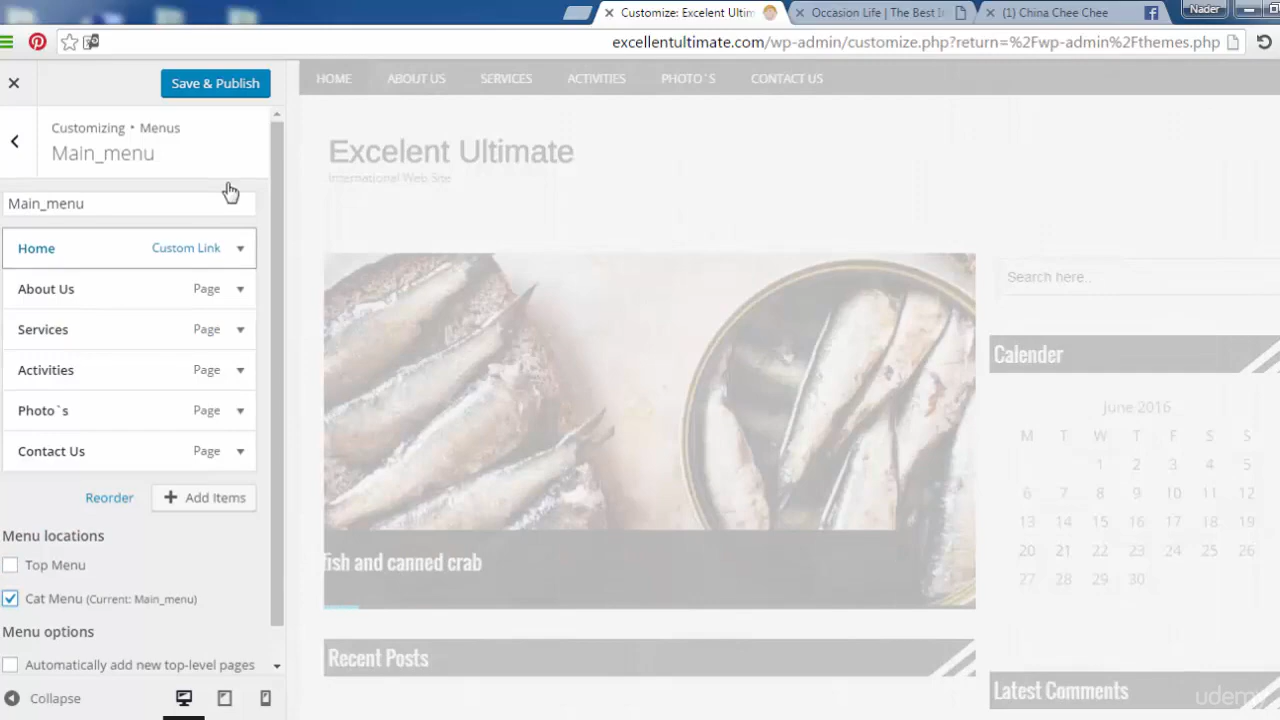 Customize: Excelent Ultim
Occasion Life | The Best I
(1) China Chee Chee
Nader
excellentultimate.com/wp-admin/customize.php?return=%2Fwp-admin%2Fthemes.php
Save & Publish
Customizing • Menus
Main_menu
Main_menu
Home Custom Link
About Us Page
Services Page
Activities Page
Photo`s Page
Contact Us Page
Reorder
Add Items
Menu locations
Top Menu
Cat Menu (Current: Main_menu)
Menu options
Automatically add new top-level pages
Collapse
HOME ABOUT US SERVICES ACTIVITIES PHOTO`S CONTACT US
Excelent Ultimate
International Web Site
fish and canned crab
Recent Posts
Search here..
Calender
June 2016
M T W T F S S
1 2 3 4 5
6 7 8 9 10 11 12
13 14 15 16 17 18 19
20 21 22 23 24 25 26
27 28 29 30
Latest Comments
udemy